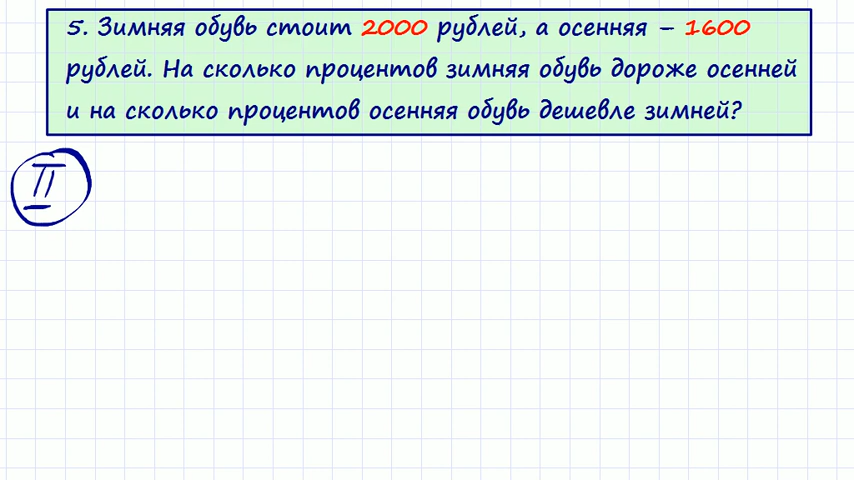 5. Зимняя обувь стоит 2000 рублей, а осенняя – 1600
рублей. На сколько процентов зимняя обувь дороже осенней
и на сколько процентов осенняя обувь дешевле зимней?
II